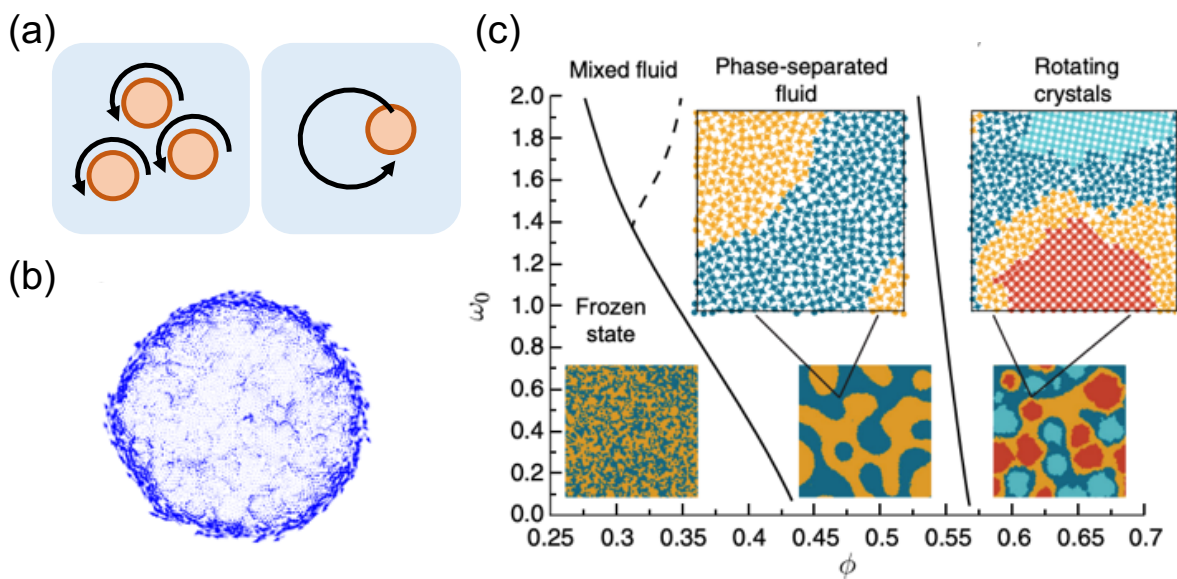 (a)
(b)
(c)
Mixed fluid
Phase-separated
fluid
Rotating
crystals
Frozen
state
ω₀
2.0
1.8
1.6
1.4
1.2
1.0
0.8
0.6
0.4
0.2
0.0
0.25
0.3
0.35
0.4
0.45
0.5
0.55
0.6
0.65
0.7
ϕ